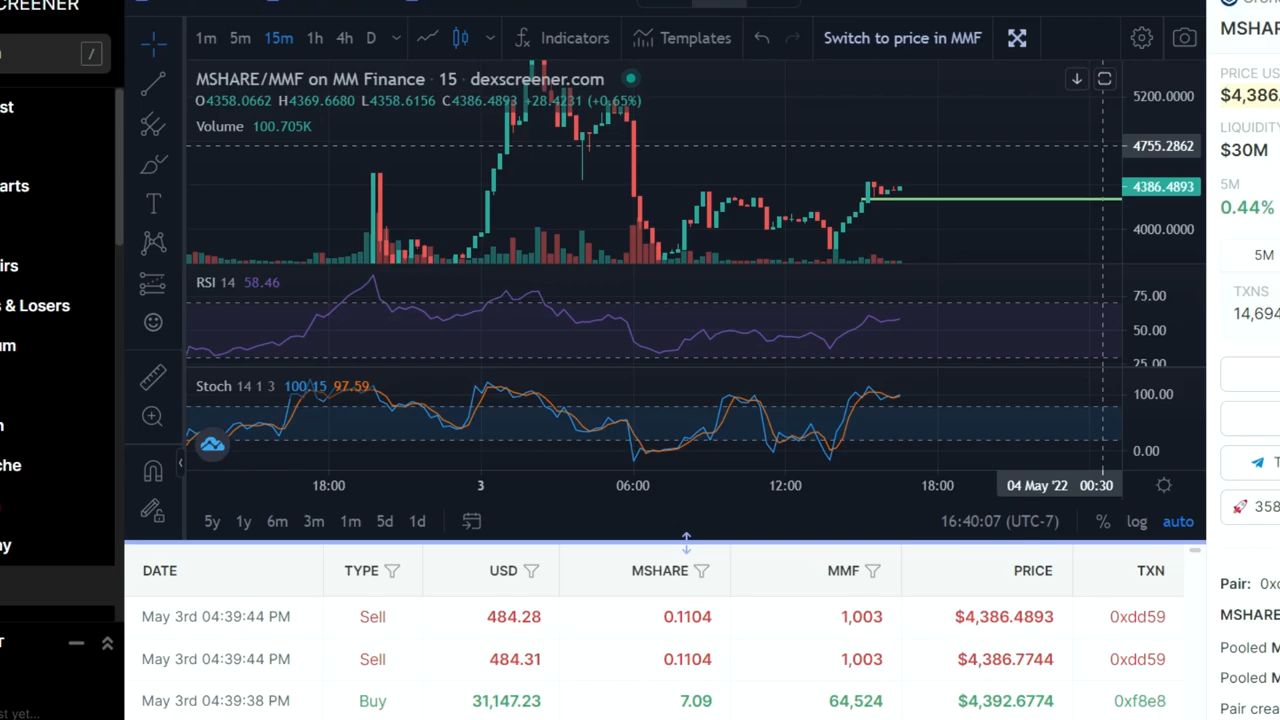 CREENER
/
st
arts
irs
s & Losers
um
n
che
ny
T
st yet...
1m 5m 15m 1h 4h D Indicators Templates Switch to price in MMF
MSHARE/MMF on MM Finance · 15 · dexscreener.com
O4358.0662 H4369.6680 L4358.6156 C4386.4893 +28.4231 (+0.65%)
Volume 100.705K
5200.0000
4755.2862
4386.4893
4000.0000
RSI 14 58.46
75.00
50.00
25.00
Stoch 14 1 3 100.15 97.59
100.00
0.00
18:00 3 06:00 12:00 18:00 04 May '22 00:30
5y 1y 6m 3m 1m 5d 1d 16:40:07 (UTC-7) % log auto
DATE TYPE USD MSHARE MMF PRICE TXN
May 3rd 04:39:44 PM Sell 484.28 0.1104 1,003 $4,386.4893 0xdd59
May 3rd 04:39:44 PM Sell 484.31 0.1104 1,003 $4,386.7744 0xdd59
May 3rd 04:39:38 PM Buy 31,147.23 7.09 64,524 $4,392.6774 0xf8e8
MSHAR
PRICE US
$4,386.
LIQUIDITY
$30M
5M
0.44%
5M
TXNS
14,694
T
358
Pair: 0xc
MSHARE
Pooled M
Pooled M
Pair crea